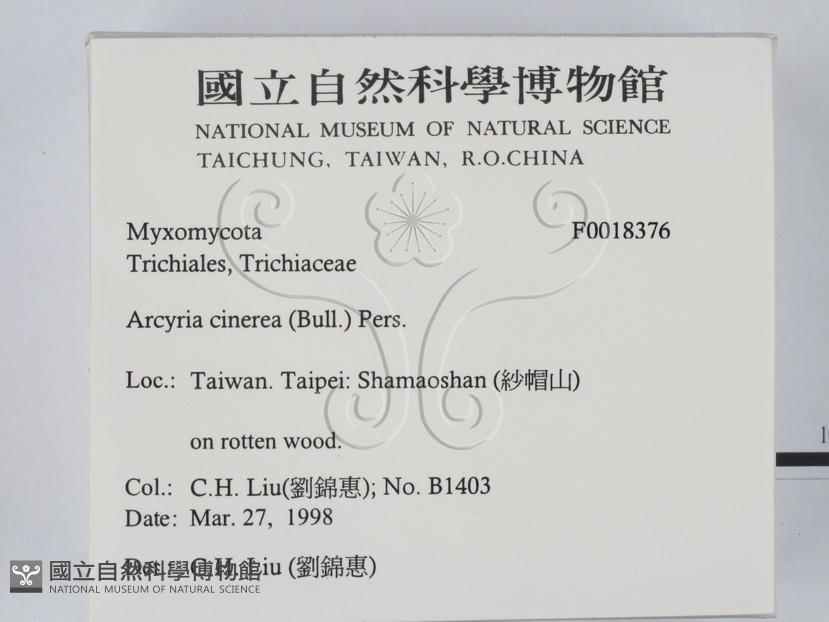 國立自然科學博物館
NATIONAL MUSEUM OF NATURAL SCIENCE
TAICHUNG, TAIWAN, R.O.CHINA
Myxomycota F0018376
Trichiales, Trichiaceae
Arcyria cinerea (Bull.) Pers.
Loc.: Taiwan. Taipei: Shamaoshan (紗帽山)
on rotten wood.
Col.: C.H. Liu(劉錦惠); No. B1403
Date: Mar. 27, 1998
Det.: C.H. Liu (劉錦惠)
國立自然科學博物館
NATIONAL MUSEUM OF NATURAL SCIENCE